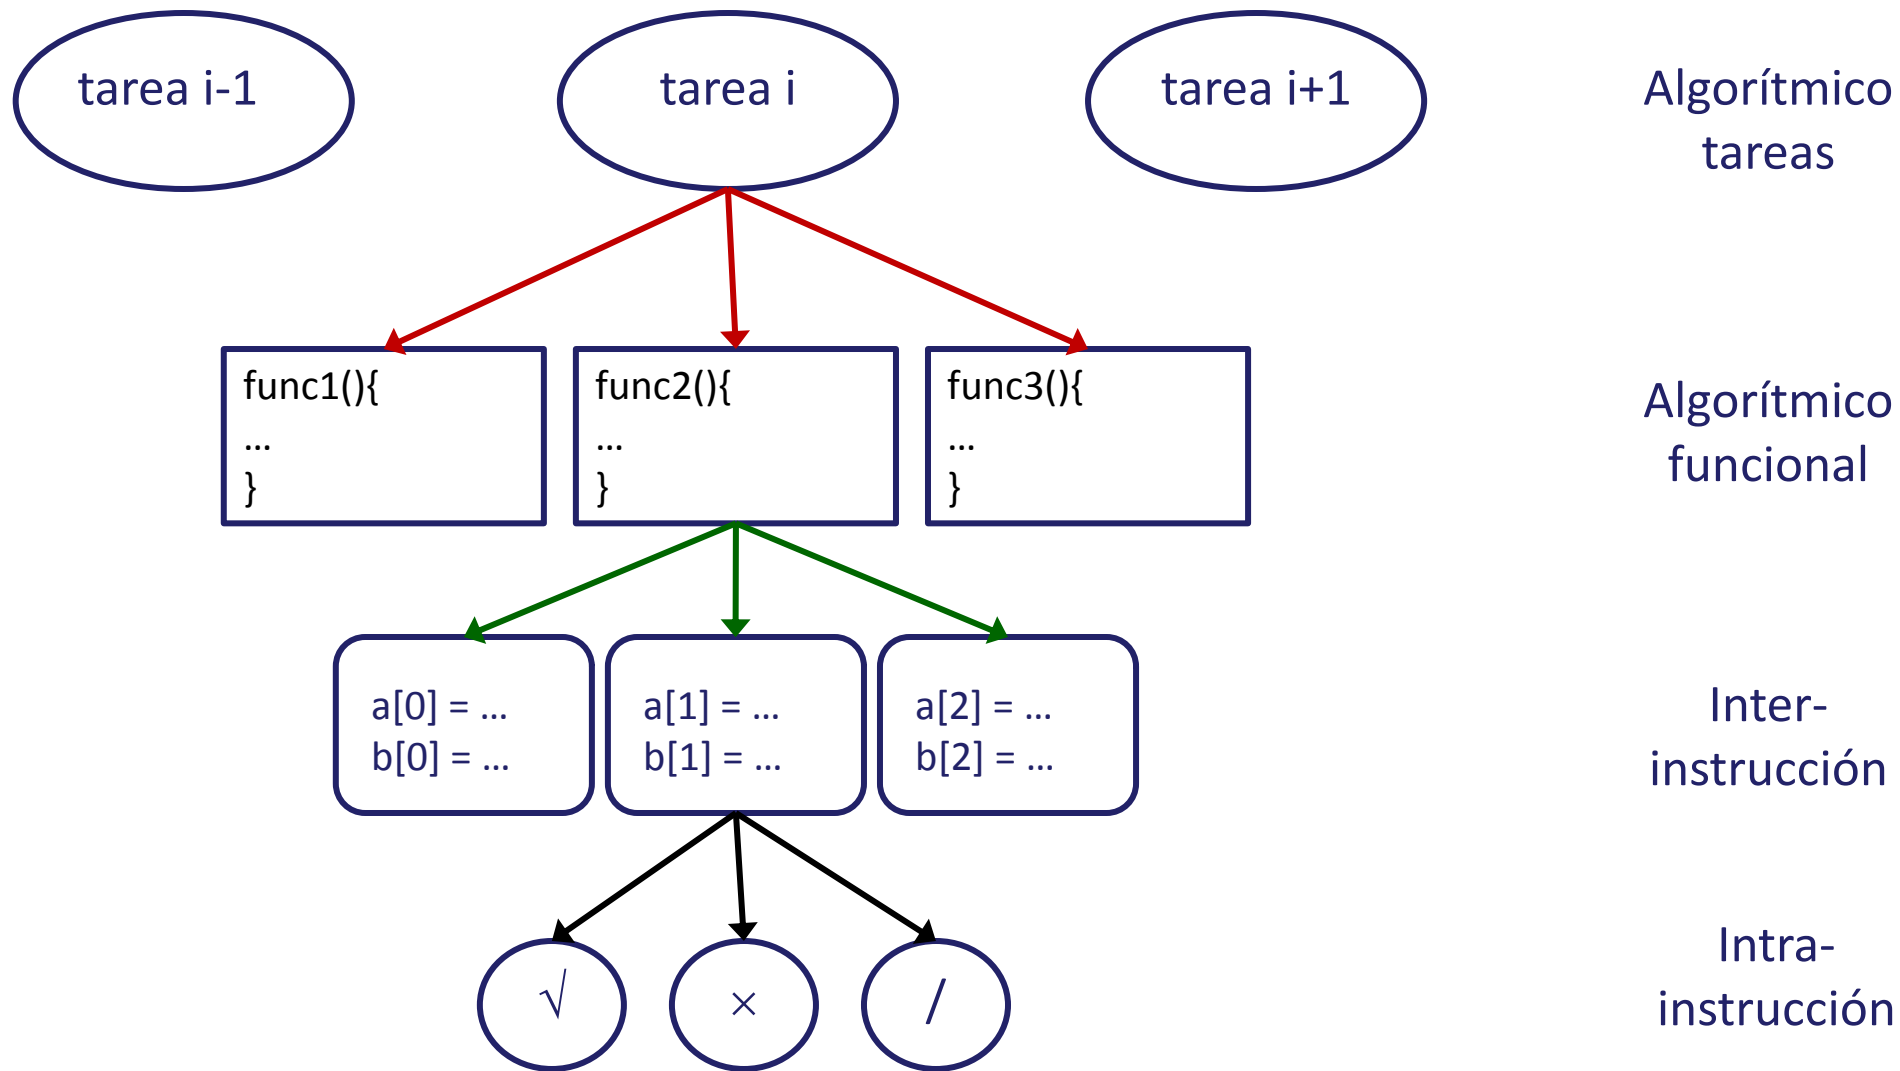 tarea i-1
tarea i
tarea i+1
Algorítmico
tareas
func1(){
...
}
func2(){
...
}
func3(){
...
}
Algorítmico
funcional
a[0] = ...
b[0] = ...
a[1] = ...
b[1] = ...
a[2] = ...
b[2] = ...
Inter-
instrucción
√
×
/
Intra-
instrucción